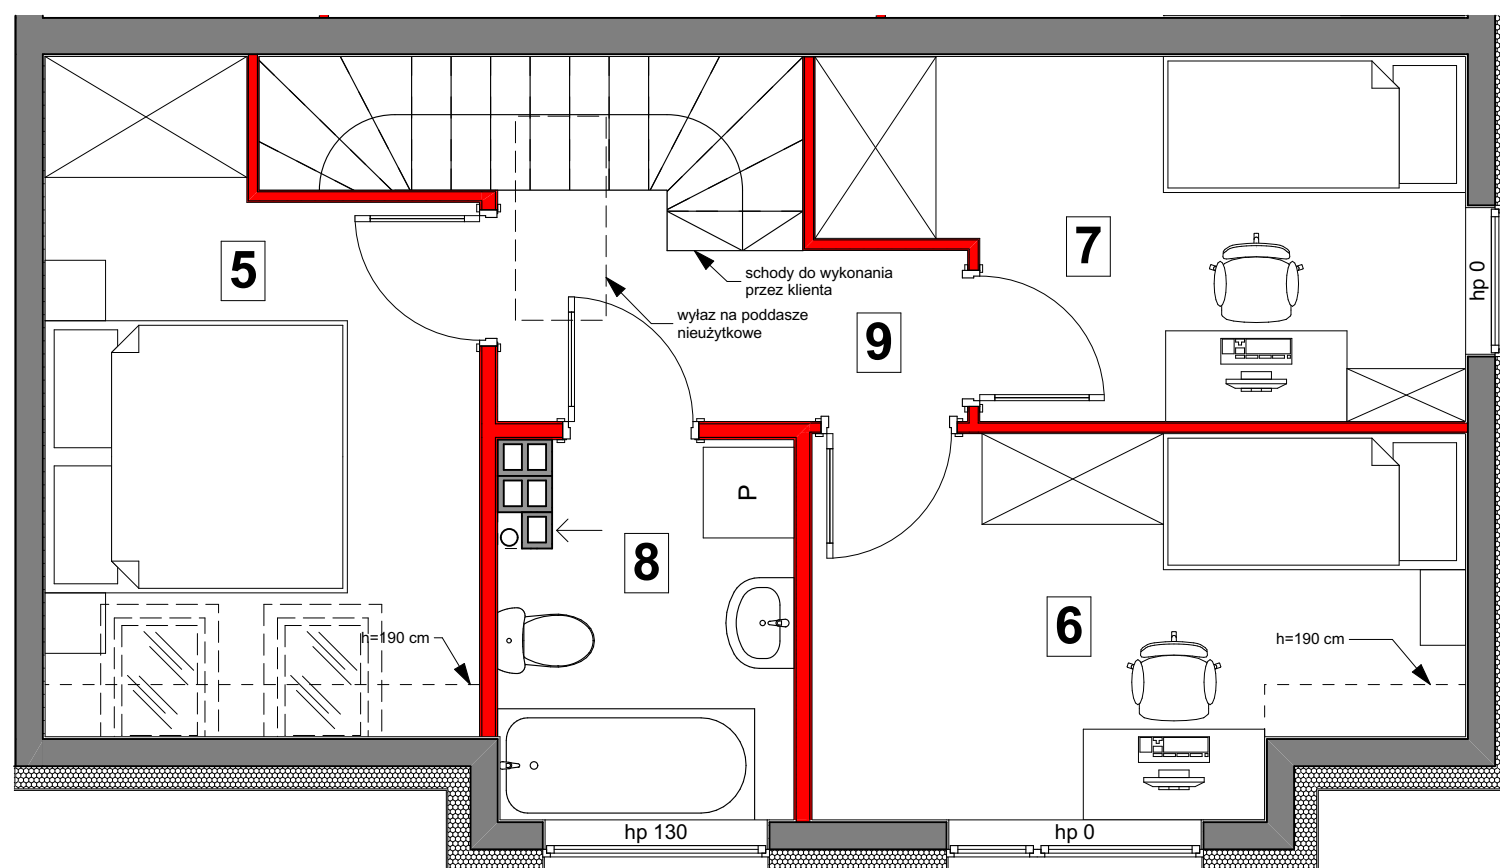 5
7
schody do wykonania
przez klienta
hp 0
wyłaz na poddasze
nieużytkowe
9
P
8
6
h=190 cm
h=190 cm
hp 130
hp 0